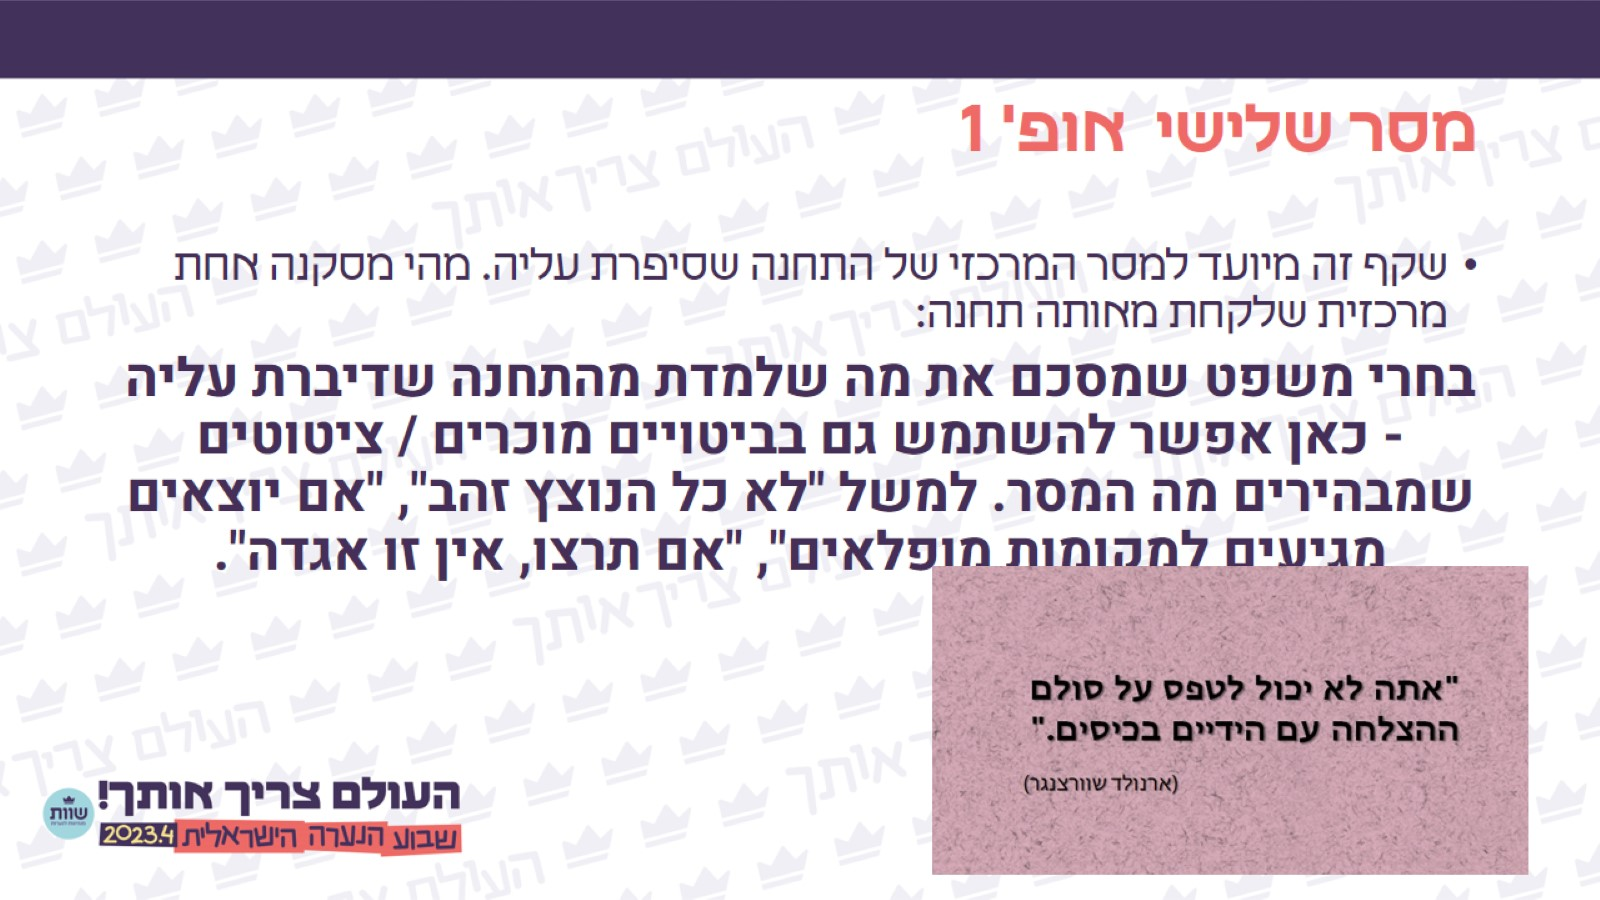 מסר שלישי אופ' 1
• שקף זה מיועד למסר המרכזי של התחנה שסיפרת עליה. מהי מסקנה אחת
מרכזית שלקחת מאותה תחנה:
בחרי משפט שמסכם את מה שלמדת מהתחנה שדיברת עליה
- כאן אפשר להשתמש גם בביטויים מוכרים / ציטוטים
שמבהירים מה המסר. למשל "לא כל הנוצץ זהב", "אם יוצאים
מגיעים למקומות מופלאים", "אם תרצו, אין זו אגדה".
"אתה לא יכול לטפס על סולם
ההצלחה עם הידיים בכיסים."
(ארנולד שוורצנגר)
העולם צריך אותך!
שבוע הנערה הישראלית 2023.4
שוות